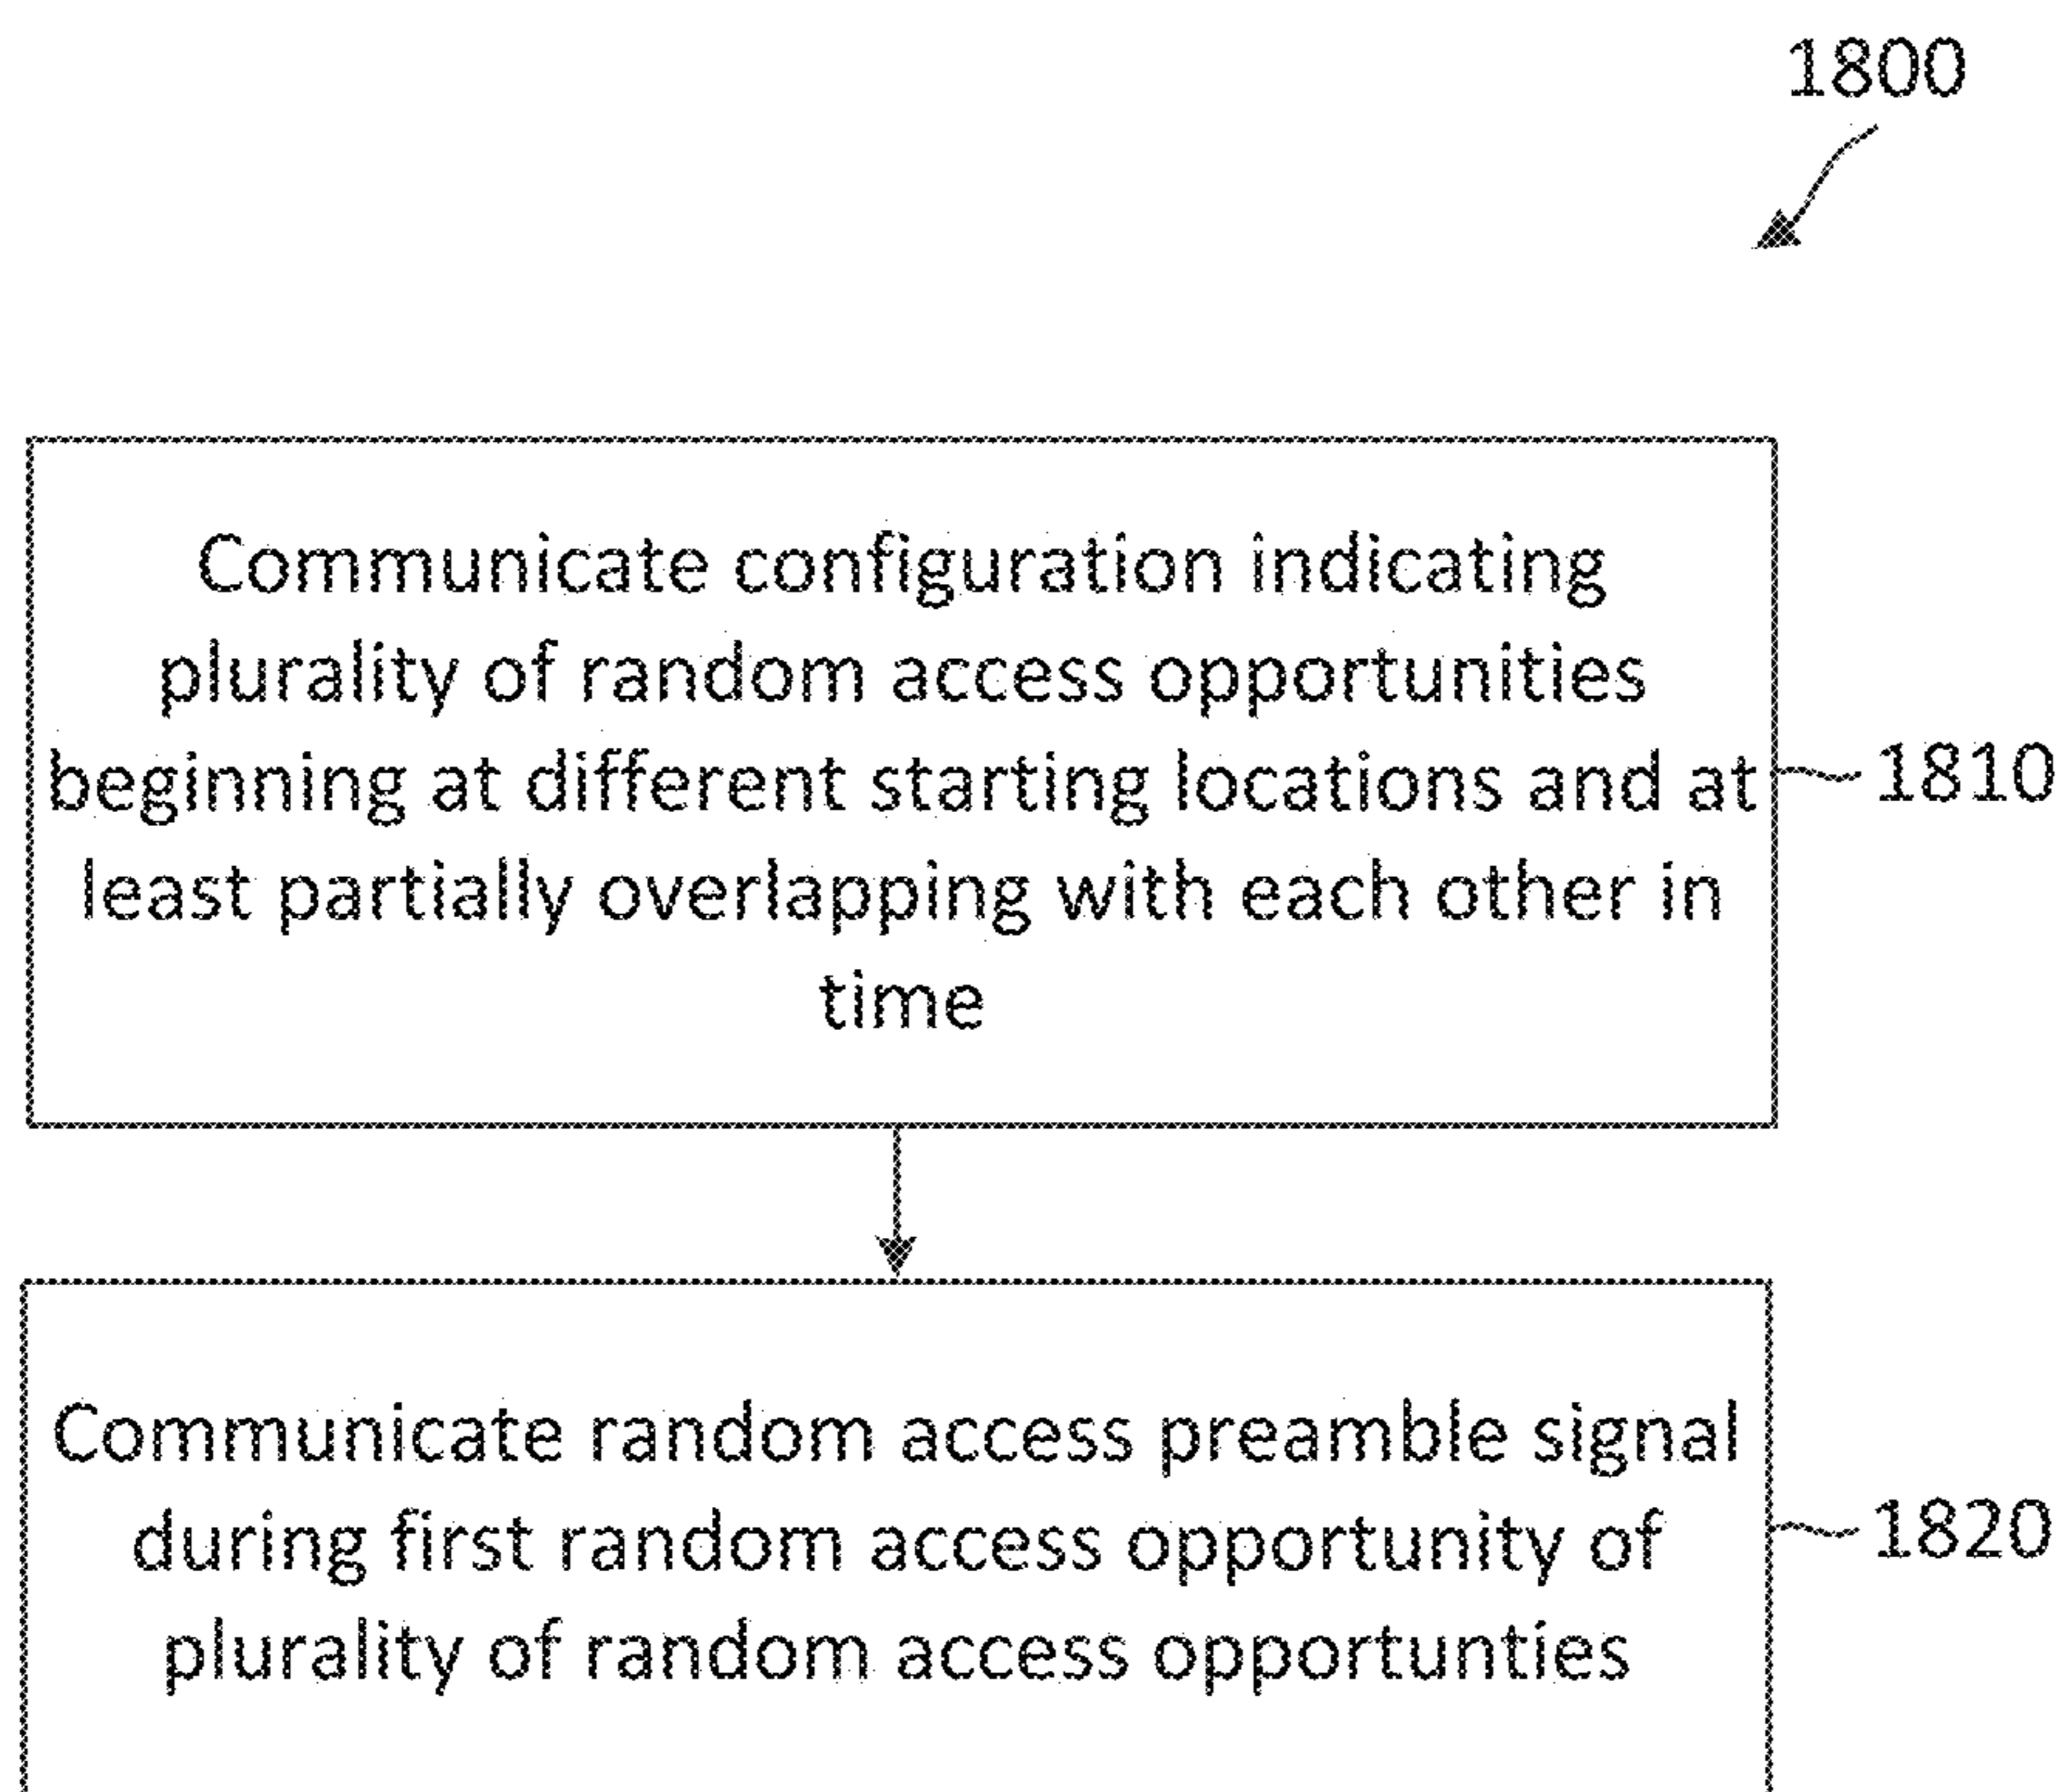 1800
Communicate configuration indicating
plurality of random access opportunities
beginning at different starting locations and at
least partially overlapping with each other in
time
1810
Communicate random access preamble signal
during first random access opportunity of
plurality of random access opportunties
1820